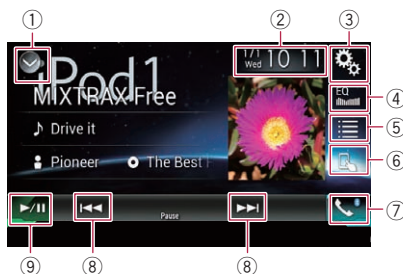 ① ② ③
iPod1
1/1 Wed 10 11
MIXTRAX Free
EQ
④
♪ Drive it
⑤
Pioneer The Best
⑥
Pause
⑦
⑨ ⑧ ⑧